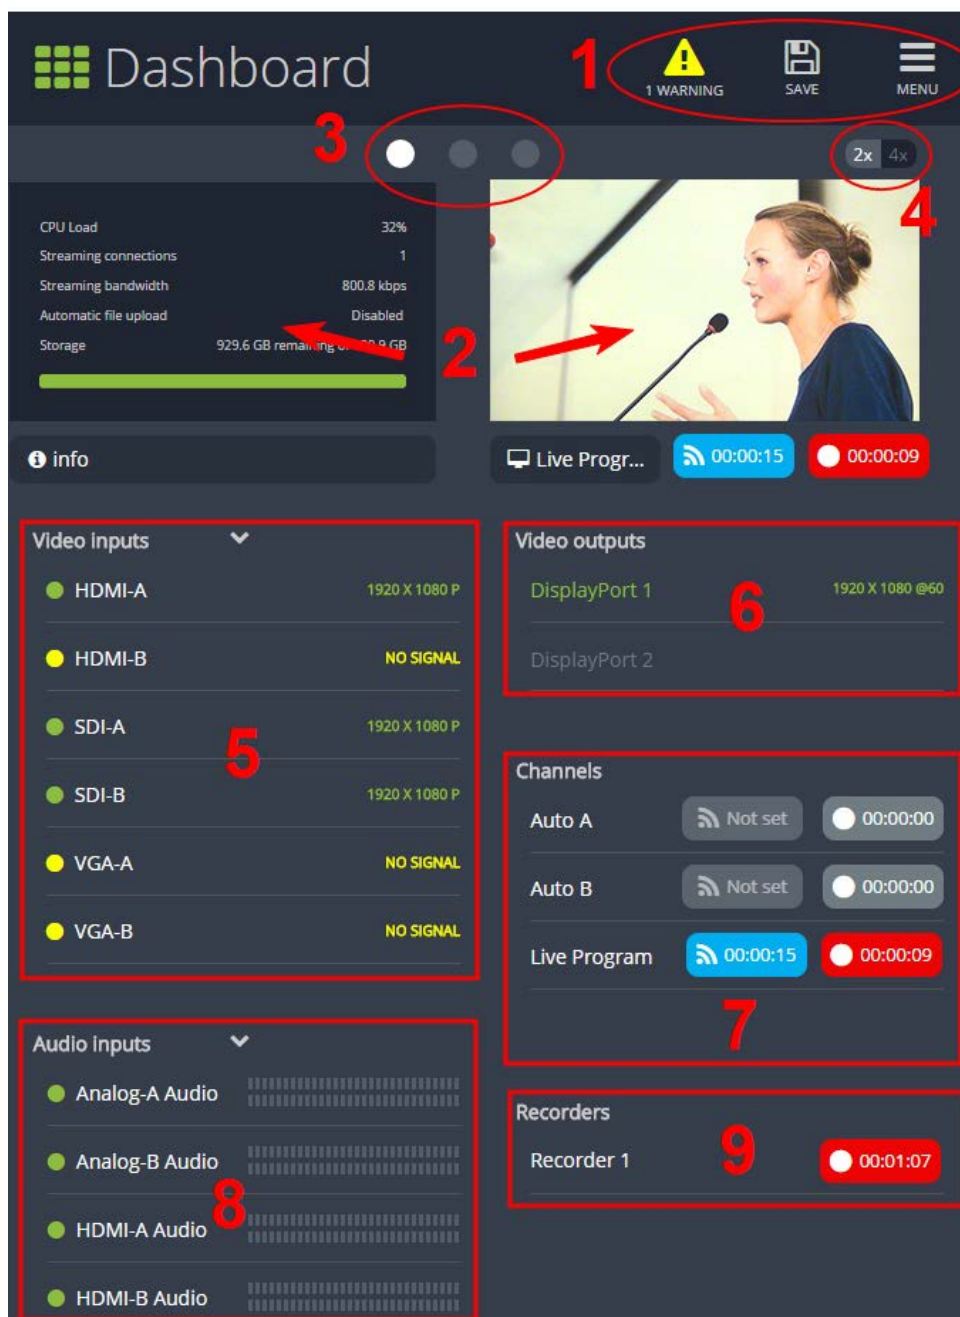 Dashboard
1
1 WARNING
SAVE
MENU
3
2x 4x
4
CPU Load 32%
Streaming connections 1
Streaming bandwidth 800.8 kbps
Automatic file upload Disabled
2
Storage 929.6 GB remaining GB
info
Live Progr... 00:00:15 00:00:09
Video inputs
HDMI-A 1920 X 1080 P
HDMI-B NO SIGNAL
SDI-A 1920 X 1080 P
5
SDI-B 1920 X 1080 P
VGA-A NO SIGNAL
VGA-B NO SIGNAL
Video outputs
DisplayPort 1 1920 X 1080 @60
6
DisplayPort 2
Channels
Auto A Not set 00:00:00
Auto B Not set 00:00:00
Live Program 00:00:15 00:00:09
7
Audio inputs
Analog-A Audio
Analog-B Audio
8
HDMI-A Audio
HDMI-B Audio
Recorders
Recorder 1 00:01:07
9